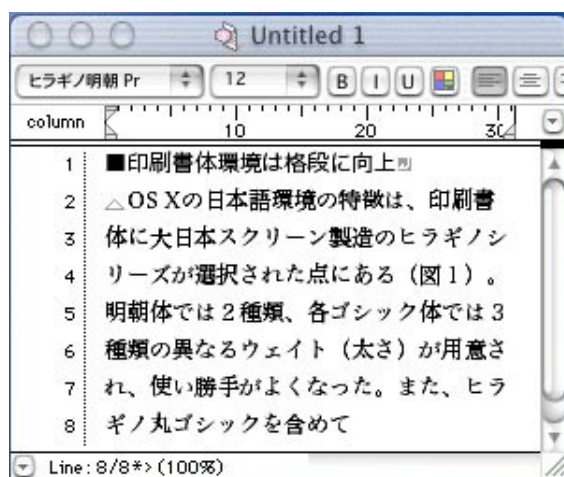 Untitled 1
ヒラギノ明朝 Pr 12 B I U
column 10 20 30
1 ■印刷書体環境は格段に向上
2 △OS Xの日本語環境の特徴は、印刷書
3 体に大日本スクリーン製造のヒラギノシ
4 リーズが選択された点にある（図1）。
5 明朝体では２種類、各ゴシック体では３
6 種類の異なるウェイト（太さ）が用意さ
7 れ、使い勝手がよくなった。また、ヒラ
8 ギノ丸ゴシックを含めて
Line: 8/8*> (100%)